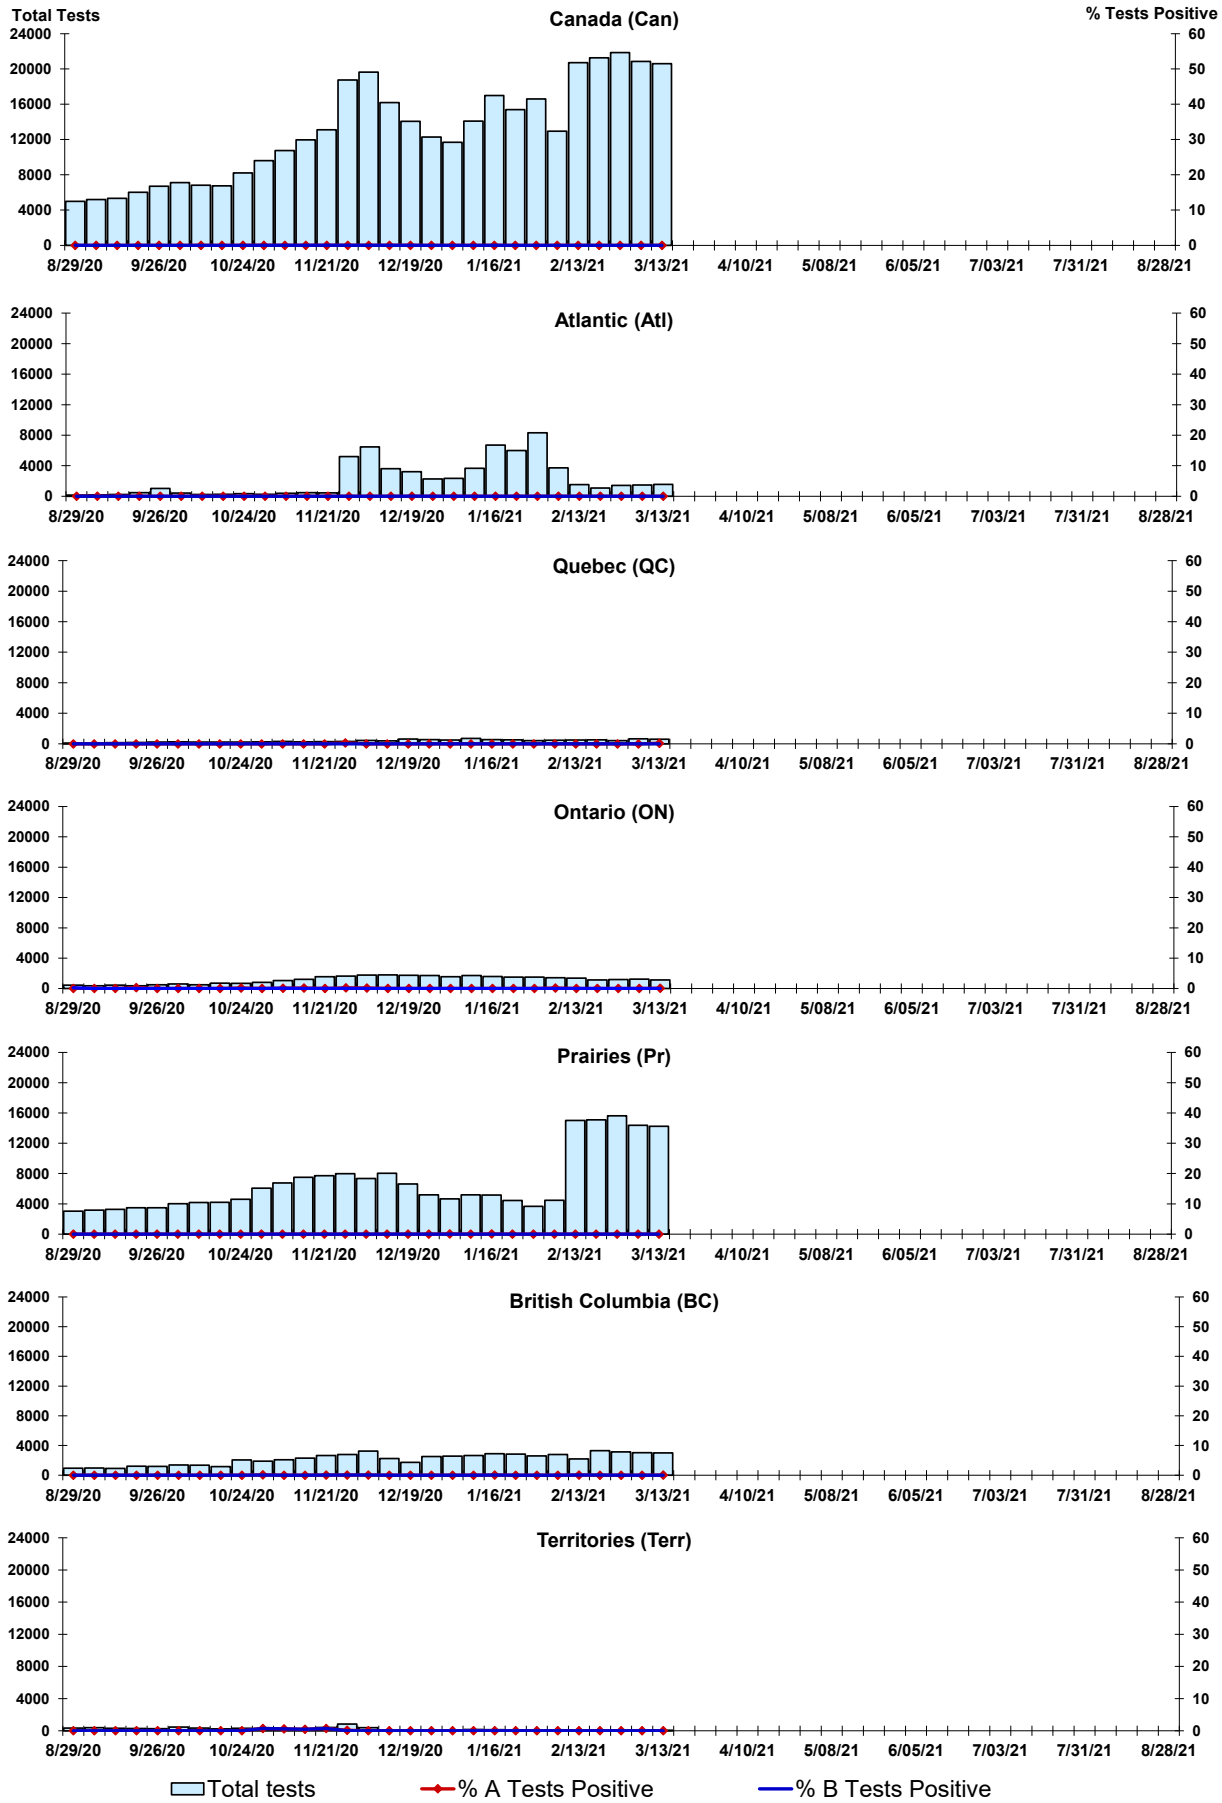 Total Tests
Canada (Can)
% Tests Positive
24000 60
20000 50
16000 40
12000 30
8000 20
4000 10
0 0
8/29/20 9/26/20 10/24/20 11/21/20 12/19/20 1/16/21 2/13/21 3/13/21 4/10/21 5/08/21 6/05/21 7/03/21 7/31/21 8/28/21
Atlantic (Atl)
24000 60
20000 50
16000 40
12000 30
8000 20
4000 10
0 0
8/29/20 9/26/20 10/24/20 11/21/20 12/19/20 1/16/21 2/13/21 3/13/21 4/10/21 5/08/21 6/05/21 7/03/21 7/31/21 8/28/21
Quebec (QC)
24000 60
20000 50
16000 40
12000 30
8000 20
4000 10
0 0
8/29/20 9/26/20 10/24/20 11/21/20 12/19/20 1/16/21 2/13/21 3/13/21 4/10/21 5/08/21 6/05/21 7/03/21 7/31/21 8/28/21
Ontario (ON)
24000 60
20000 50
16000 40
12000 30
8000 20
4000 10
0 0
8/29/20 9/26/20 10/24/20 11/21/20 12/19/20 1/16/21 2/13/21 3/13/21 4/10/21 5/08/21 6/05/21 7/03/21 7/31/21 8/28/21
Prairies (Pr)
24000 60
20000 50
16000 40
12000 30
8000 20
4000 10
0 0
8/29/20 9/26/20 10/24/20 11/21/20 12/19/20 1/16/21 2/13/21 3/13/21 4/10/21 5/08/21 6/05/21 7/03/21 7/31/21 8/28/21
British Columbia (BC)
24000 60
20000 50
16000 40
12000 30
8000 20
4000 10
0 0
8/29/20 9/26/20 10/24/20 11/21/20 12/19/20 1/16/21 2/13/21 3/13/21 4/10/21 5/08/21 6/05/21 7/03/21 7/31/21 8/28/21
Territories (Terr)
24000 60
20000 50
16000 40
12000 30
8000 20
4000 10
0 0
8/29/20 9/26/20 10/24/20 11/21/20 12/19/20 1/16/21 2/13/21 3/13/21 4/10/21 5/08/21 6/05/21 7/03/21 7/31/21 8/28/21
Total tests % A Tests Positive % B Tests Positive